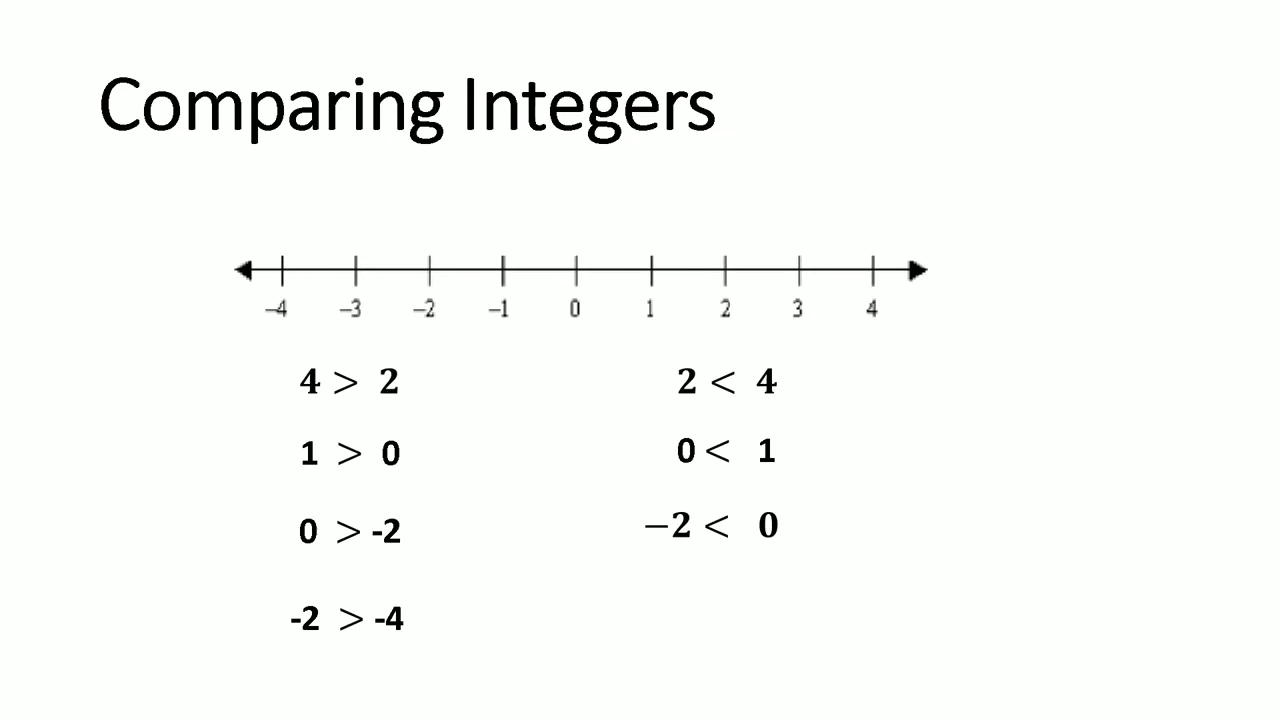 Comparing Integers
–4 –3 –2 –1 0 1 2 3 4
4 > 2 2 < 4
1 > 0 0 < 1
0 > -2 −2 < 0
-2 > -4